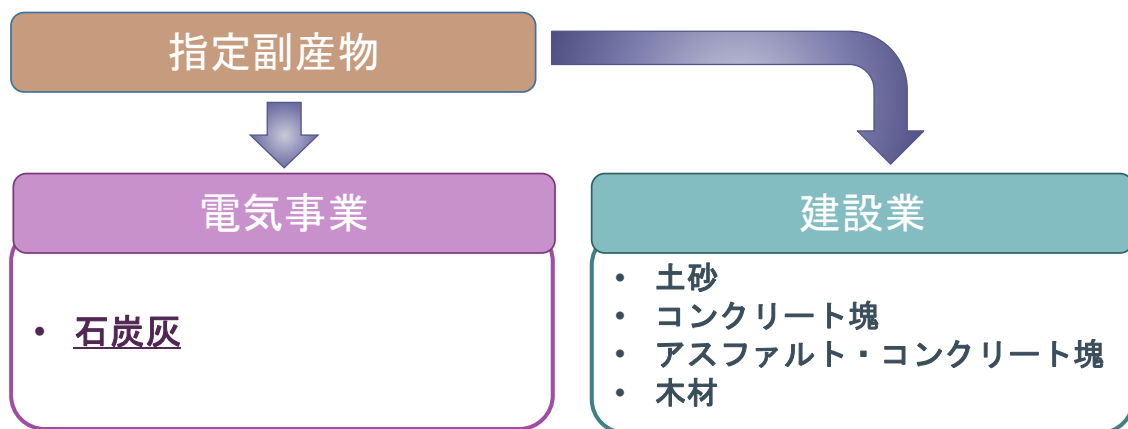 指定副産物
電気事業
建設業
• 石炭灰
• 土砂
• コンクリート塊
• アスファルト・コンクリート塊
• 木材